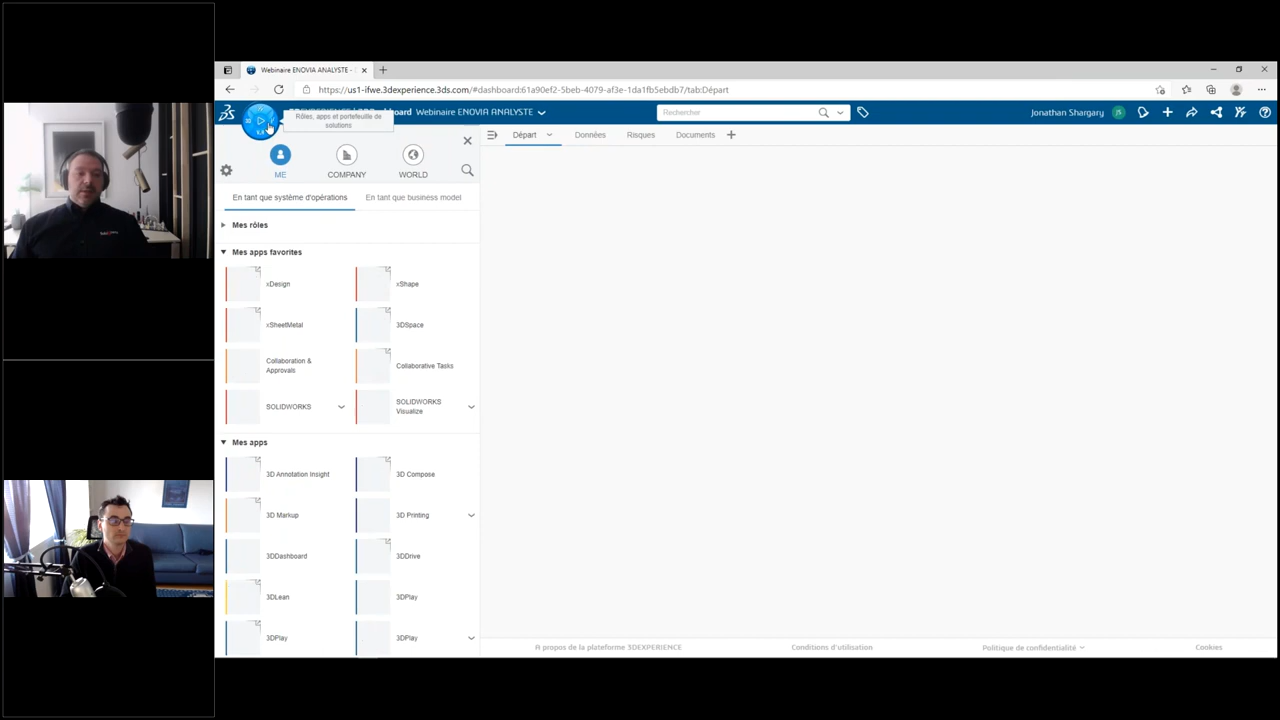 Webinaire ENOVIA ANALYSTE -
https://us1-ifwe.3dexperience.3ds.com/#dashboard:61a90ef2-5beb-4079-af3e-1da1fb5ebdb7/tab:Départ
Webinaire ENOVIA ANALYSTE
Rechercher
Jonathan Shargary
JS
Rôles, apps et portefeuille de
solutions
V.R
Départ
Données
Risques
Documents
ME
COMPANY
WORLD
En tant que système d'opérations
En tant que business model
Mes rôles
Mes apps favorites
xDesign
xShape
xSheetMetal
3DSpace
Collaboration &
Approvals
Collaborative Tasks
SOLIDWORKS
SOLIDWORKS
Visualize
Mes apps
3D Annotation Insight
3D Compose
3D Markup
3D Printing
3DDashboard
3DDrive
3DLean
3DPlay
3DPlay
3DPlay
A propos de la plateforme 3DEXPERIENCE
Conditions d'utilisation
Politique de confidentialité
Cookies